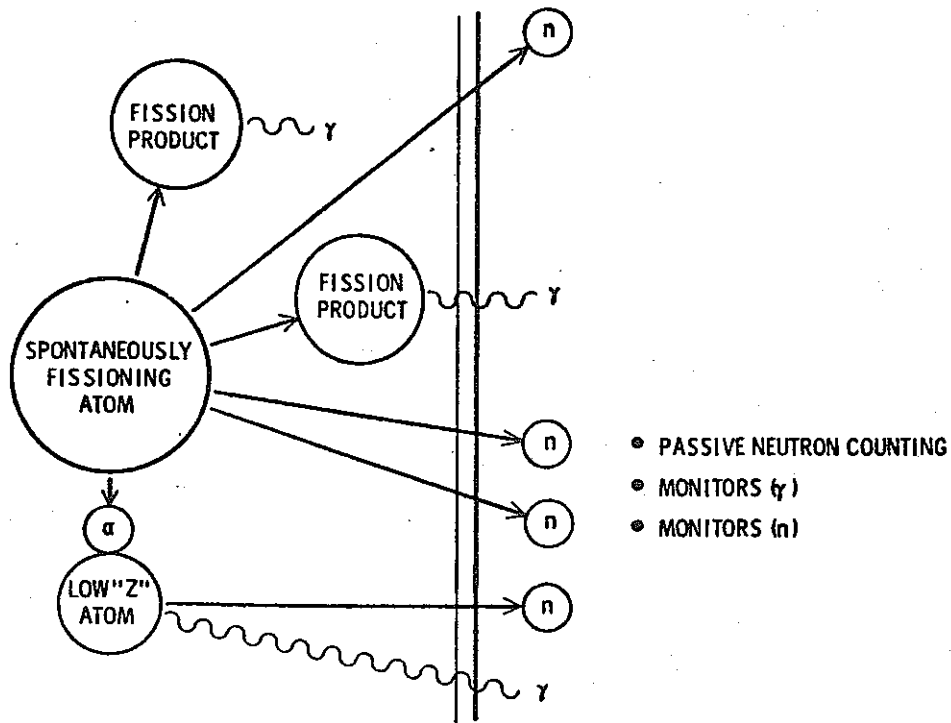 n
FISSION
PRODUCT
γ
FISSION
PRODUCT
γ
SPONTANEOUSLY
FISSIONING
ATOM
n
n
α
LOW "Z"
ATOM
n
γ
• PASSIVE NEUTRON COUNTING
• MONITORS (γ)
• MONITORS (n)